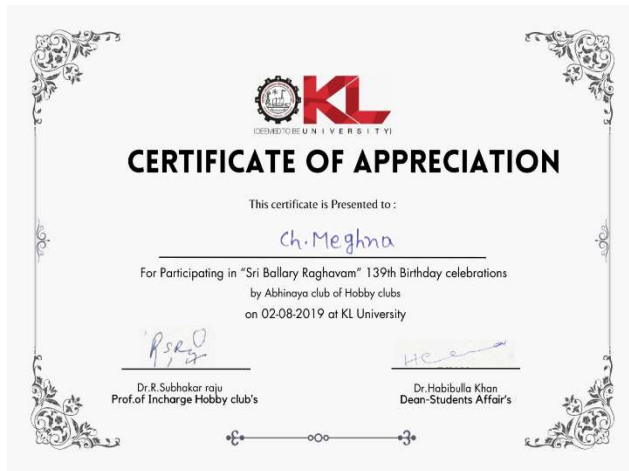 KL
(DEEMED TO BE UNIVERSITY)
CERTIFICATE OF APPRECIATION
This certificate is Presented to :
Ch. Meghna
For Participating in "Sri Ballary Raghavam" 139th Birthday celebrations
by Abhinaya club of Hobby clubs
on 02-08-2019 at KL University
Dr.R.Subhakar raju
Prof.of Incharge Hobby club's
Dr.Habibulla Khan
Dean-Students Affair's